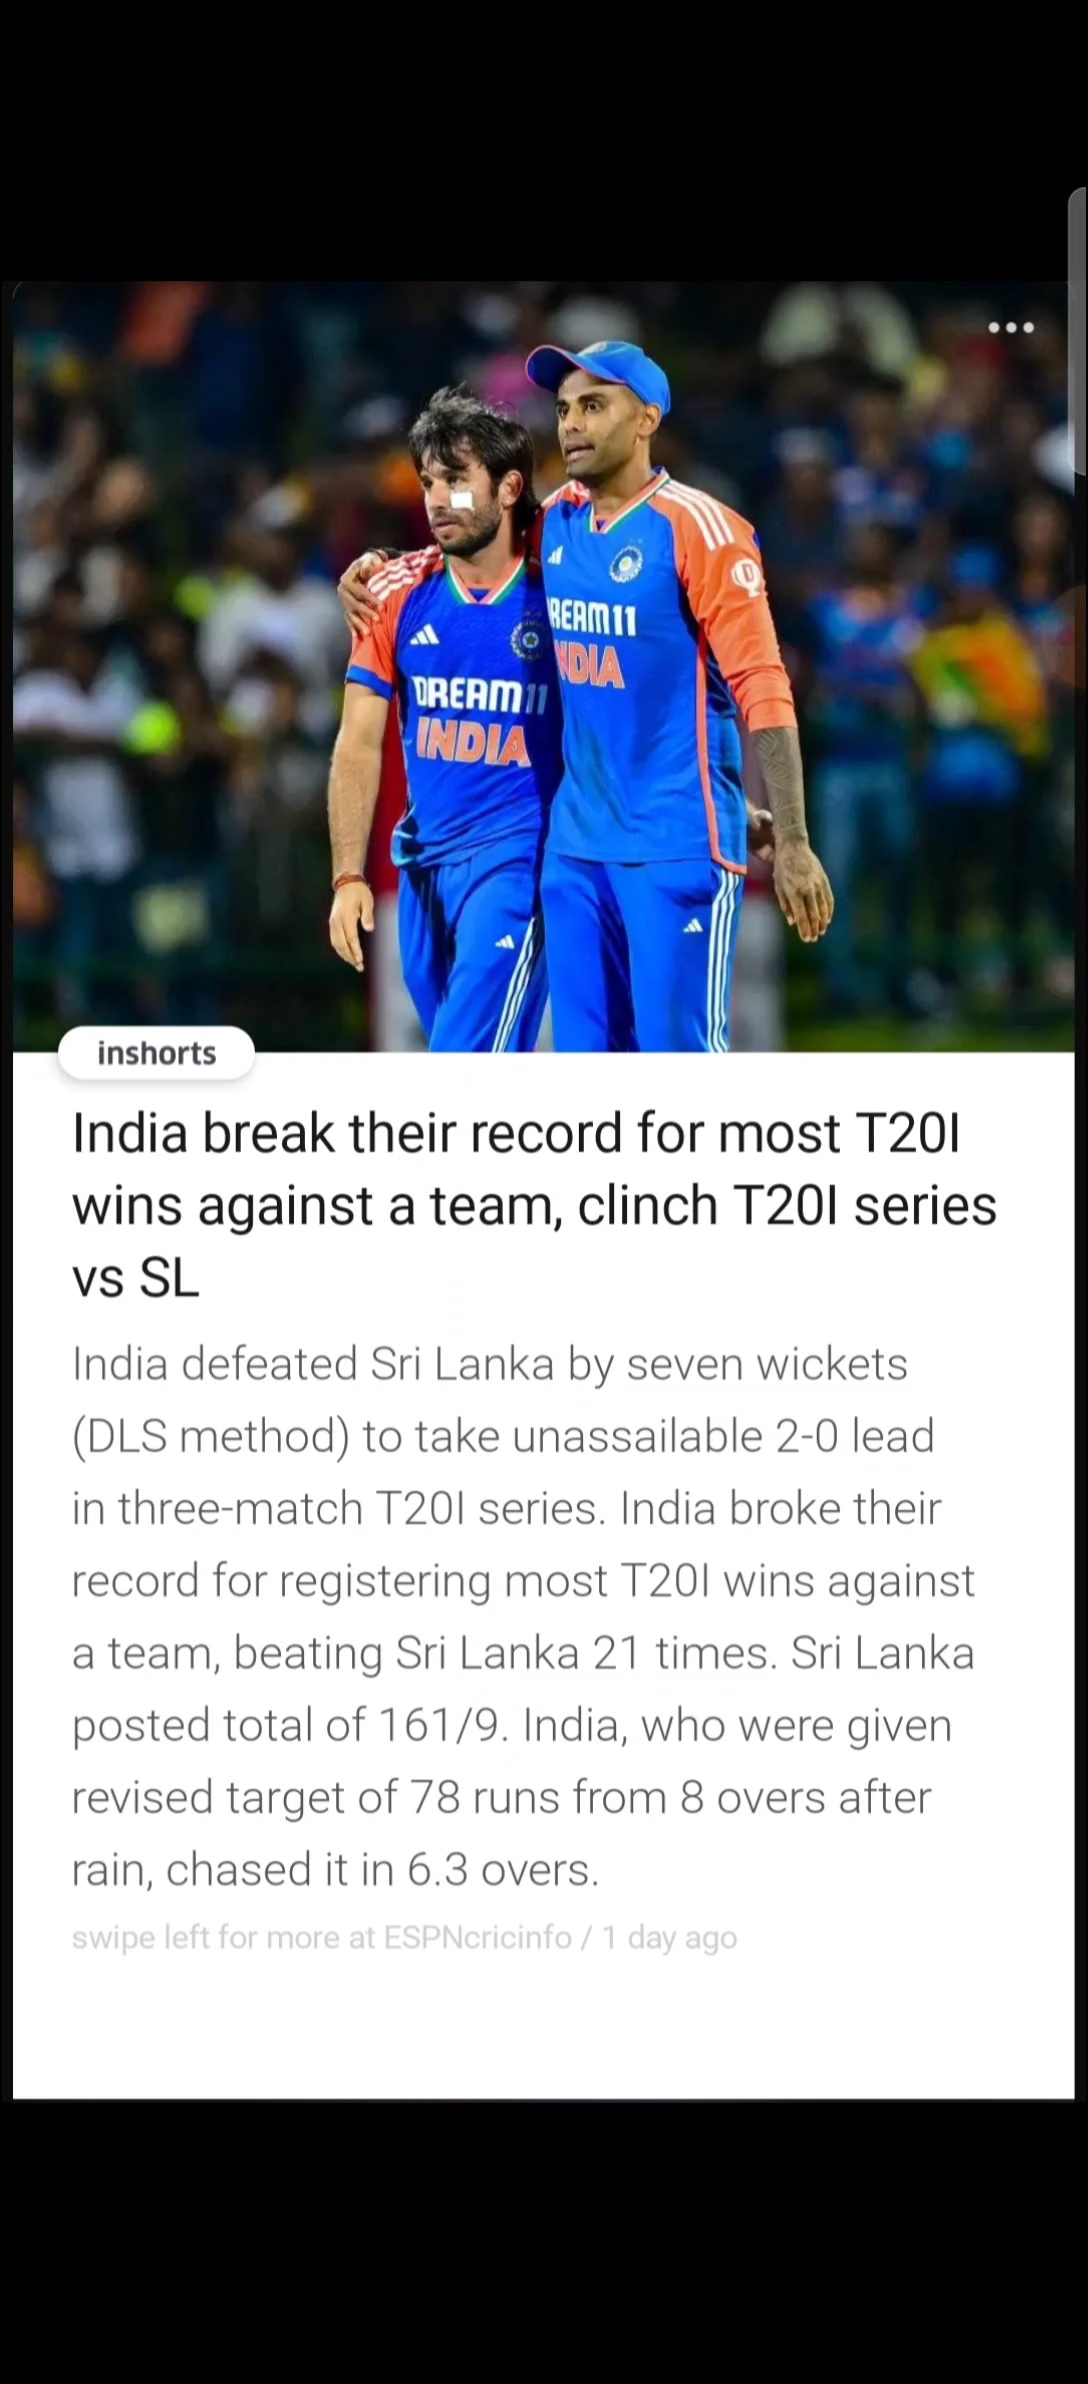 DREAM11
INDIA
REAM11
NDIA
inshorts
India break their record for most T20I
wins against a team, clinch T20I series
vs SL
India defeated Sri Lanka by seven wickets
(DLS method) to take unassailable 2-0 lead
in three-match T20I series. India broke their
record for registering most T20I wins against
a team, beating Sri Lanka 21 times. Sri Lanka
posted total of 161/9. India, who were given
revised target of 78 runs from 8 overs after
rain, chased it in 6.3 overs.
swipe left for more at ESPNcricinfo / 1 day ago